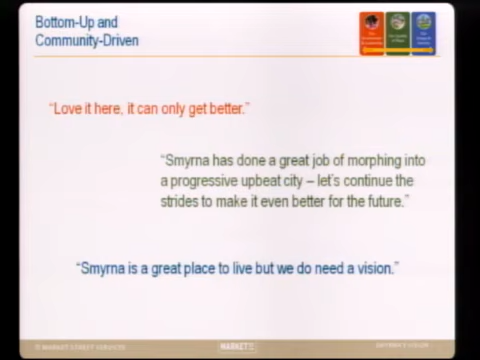 Bottom-Up and
Community-Driven
“Love it here, it can only get better.”
“Smyrna has done a great job of morphing into
a progressive upbeat city – let’s continue the
strides to make it even better for the future.”
“Smyrna is a great place to live but we do need a vision.”
MARKET